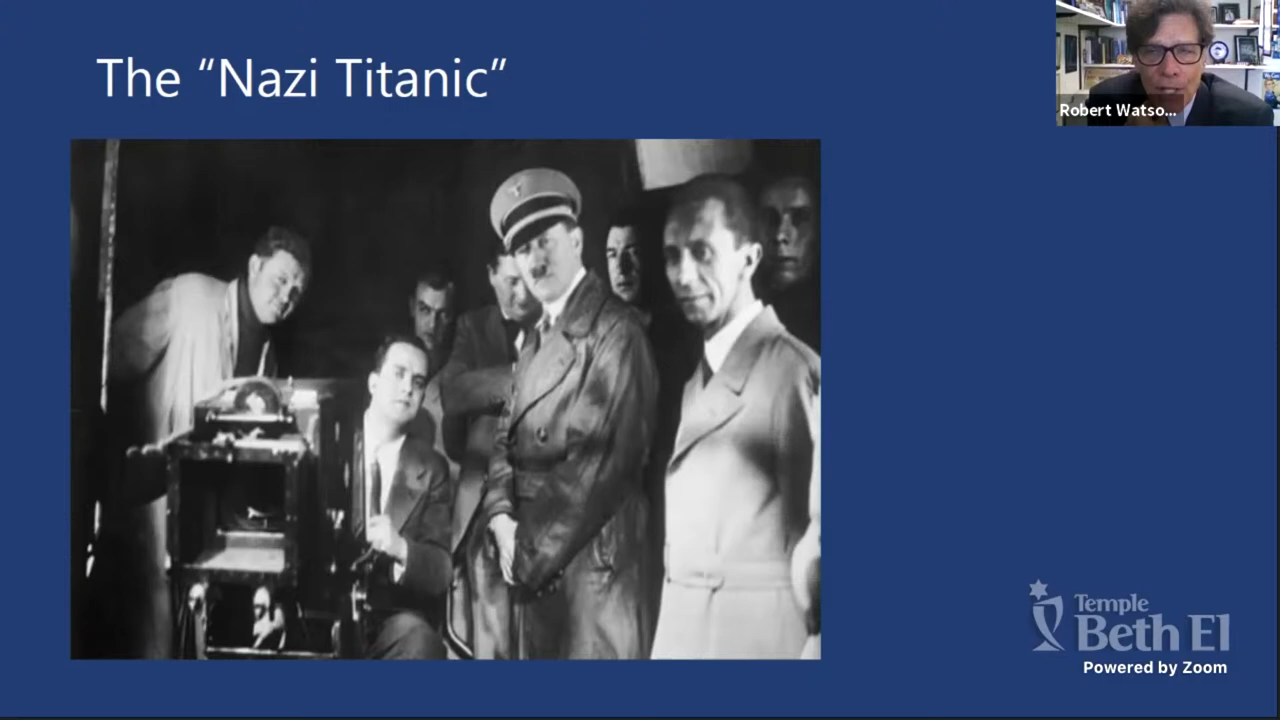 The “Nazi Titanic”
Robert Watso...
Temple
Beth El
Powered by Zoom